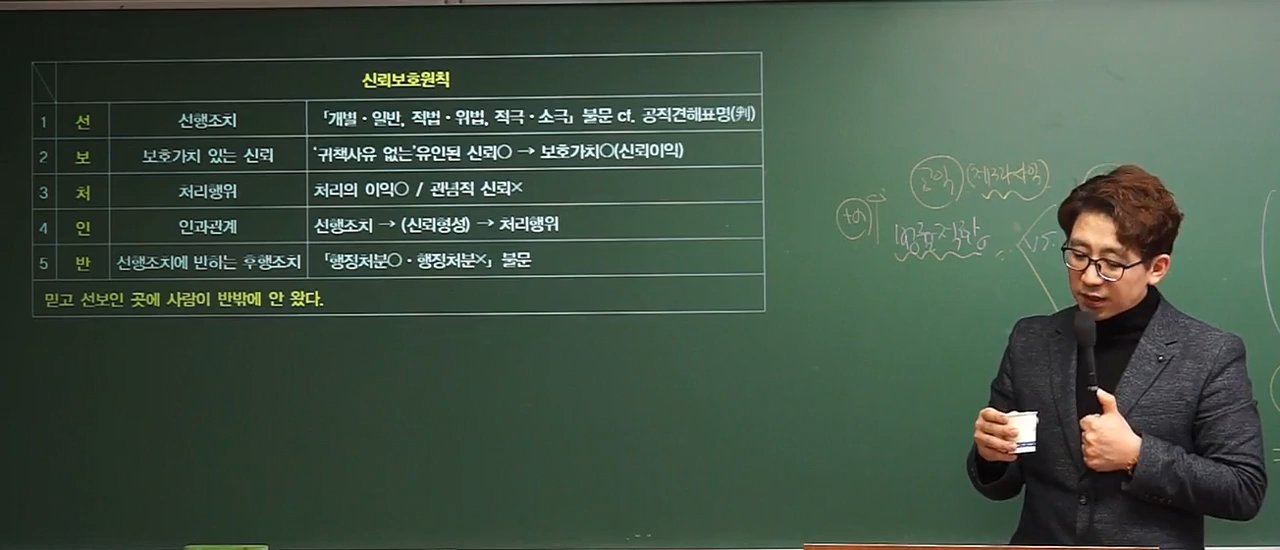 신뢰보호원칙
1 선 선행조치 「개별·일반, 적법·위법, 적극·소극」 불문 cf. 공적견해표명(判)
2 보 보호가치 있는 신뢰 '귀책사유 없는'유인된 신뢰○ → 보호가치○(신뢰이익)
3 처 처리행위 처리의 이익○ / 관념적 신뢰×
4 인 인과관계 선행조치 → (신뢰형성) → 처리행위
5 반 선행조치에 반하는 후행조치 「행정처분○·행정처분×」 불문
믿고 선보인 곳에 사람이 반밖에 안 왔다.
공익 (제3자 익)
VS